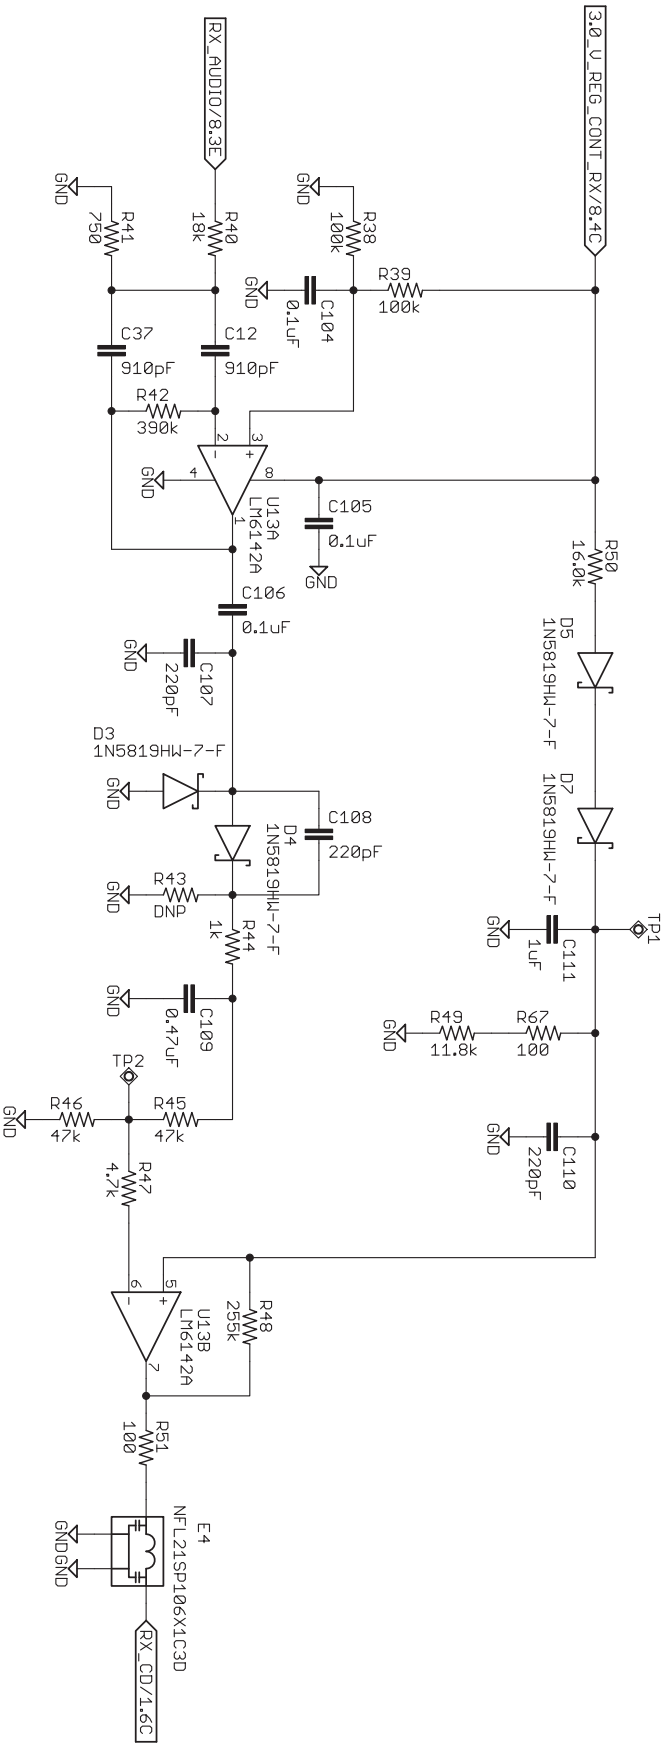 3.0_V_REG_CONT_RX/8.4C
RX_AUDIO/8.3E
R38
100k
GND
R39
100k
C104
0.1uF
GND
R40
18k
R41
750
GND
C12
910pF
C37
910pF
R42
390k
2
3
-
+
4
8
1
GND
U13A
LM6142A
C105
0.1uF
GND
C106
0.1uF
C107
220pF
GND
R50
16.0k
D5
1N5819HW-7-F
D7
1N5819HW-7-F
D3
1N5819HW-7-F
GND
D4
1N5819HW-7-F
C108
220pF
R43
DNP
GND
R44
1k
C109
0.47uF
GND
TP1
C111
1uF
GND
R49
11.8k
R67
100
GND
C110
220pF
GND
TP2
R46
47k
GND
R45
47k
R47
4.7k
5
6
+
-
7
U13B
LM6142A
R48
255k
R51
100
E4
NFL21SP106X1C3D
GND
GND
RX_CD/1.6C